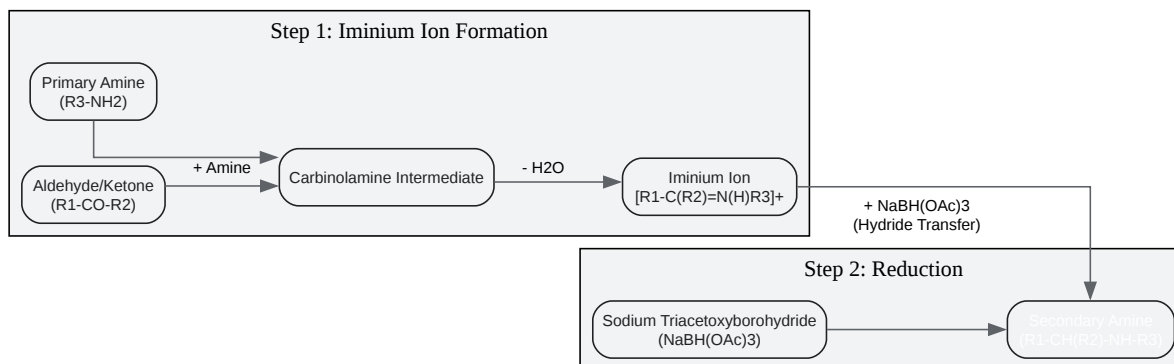 Step 1: Iminium Ion Formation
Primary Amine
(R3-NH2)
+ Amine
Aldehyde/Ketone
(R1-CO-R2)
Carbinolamine Intermediate
- H2O
Iminium Ion
[R1-C(R2)=N(H)R3]+
+ NaBH(OAc)3
(Hydride Transfer)
Step 2: Reduction
Sodium Triacetoxyborohydride
(NaBH(OAc)3)
Secondary Amine
(R1-CH(R2)-NH-R3)